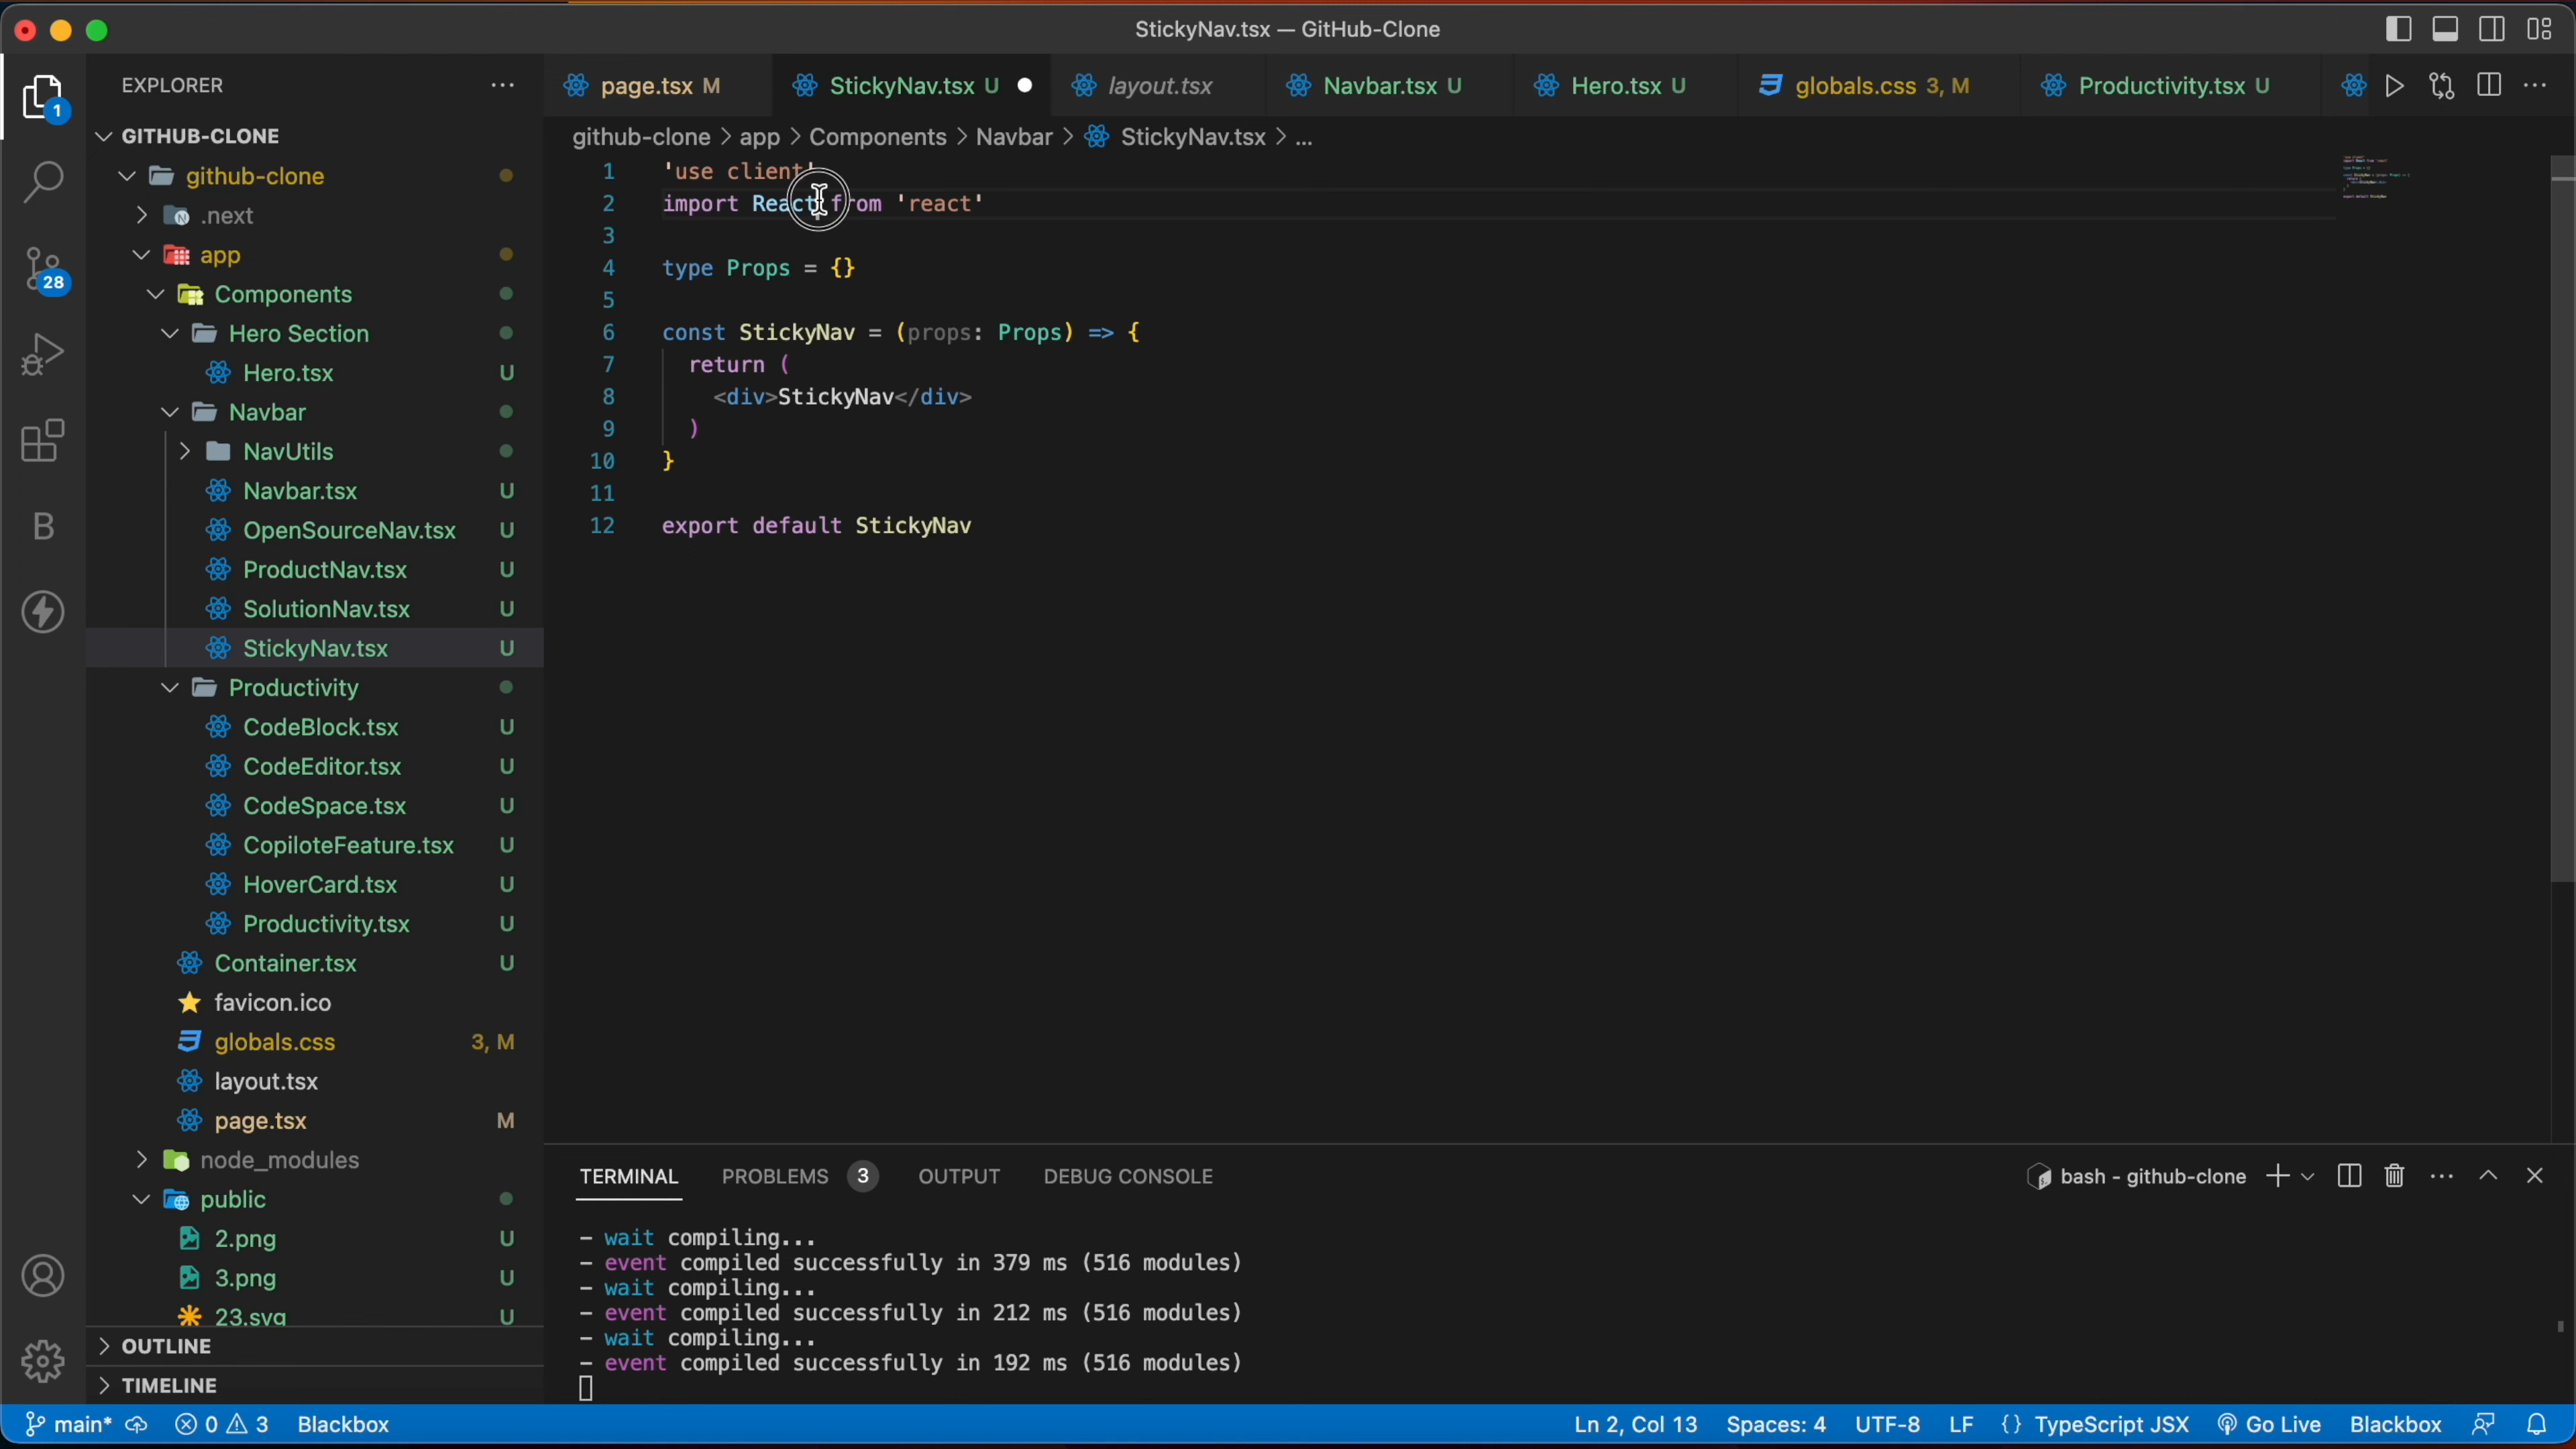 StickyNav.tsx — GitHub-Clone
EXPLORER
page.tsx M
StickyNav.tsx U
layout.tsx
Navbar.tsx U
Hero.tsx U
globals.css 3, M
Productivity.tsx U
github-clone > app > Components > Navbar > StickyNav.tsx > ...
1
28
B
GITHUB-CLONE
github-clone
.next
app
Components
Hero Section
Hero.tsx U
Navbar
NavUtils
Navbar.tsx U
OpenSourceNav.tsx U
ProductNav.tsx U
SolutionNav.tsx U
StickyNav.tsx U
Productivity
CodeBlock.tsx U
CodeEditor.tsx U
CodeSpace.tsx U
CopiloteFeature.tsx U
HoverCard.tsx U
Productivity.tsx U
Container.tsx U
favicon.ico
globals.css 3, M
layout.tsx
page.tsx M
node_modules
public
2.png U
3.png U
23.svg U
OUTLINE
TIMELINE
1 'use client'
2 import React from 'react'
3
4 type Props = {}
5
6 const StickyNav = (props: Props) => {
7 return (
8 <div>StickyNav</div>
9 )
10 }
11
12 export default StickyNav
TERMINAL PROBLEMS 3 OUTPUT DEBUG CONSOLE
bash - github-clone
- wait compiling...
- event compiled successfully in 379 ms (516 modules)
- wait compiling...
- event compiled successfully in 212 ms (516 modules)
- wait compiling...
- event compiled successfully in 192 ms (516 modules)
main* 0 3 Blackbox
Ln 2, Col 13 Spaces: 4 UTF-8 LF {} TypeScript JSX Go Live Blackbox